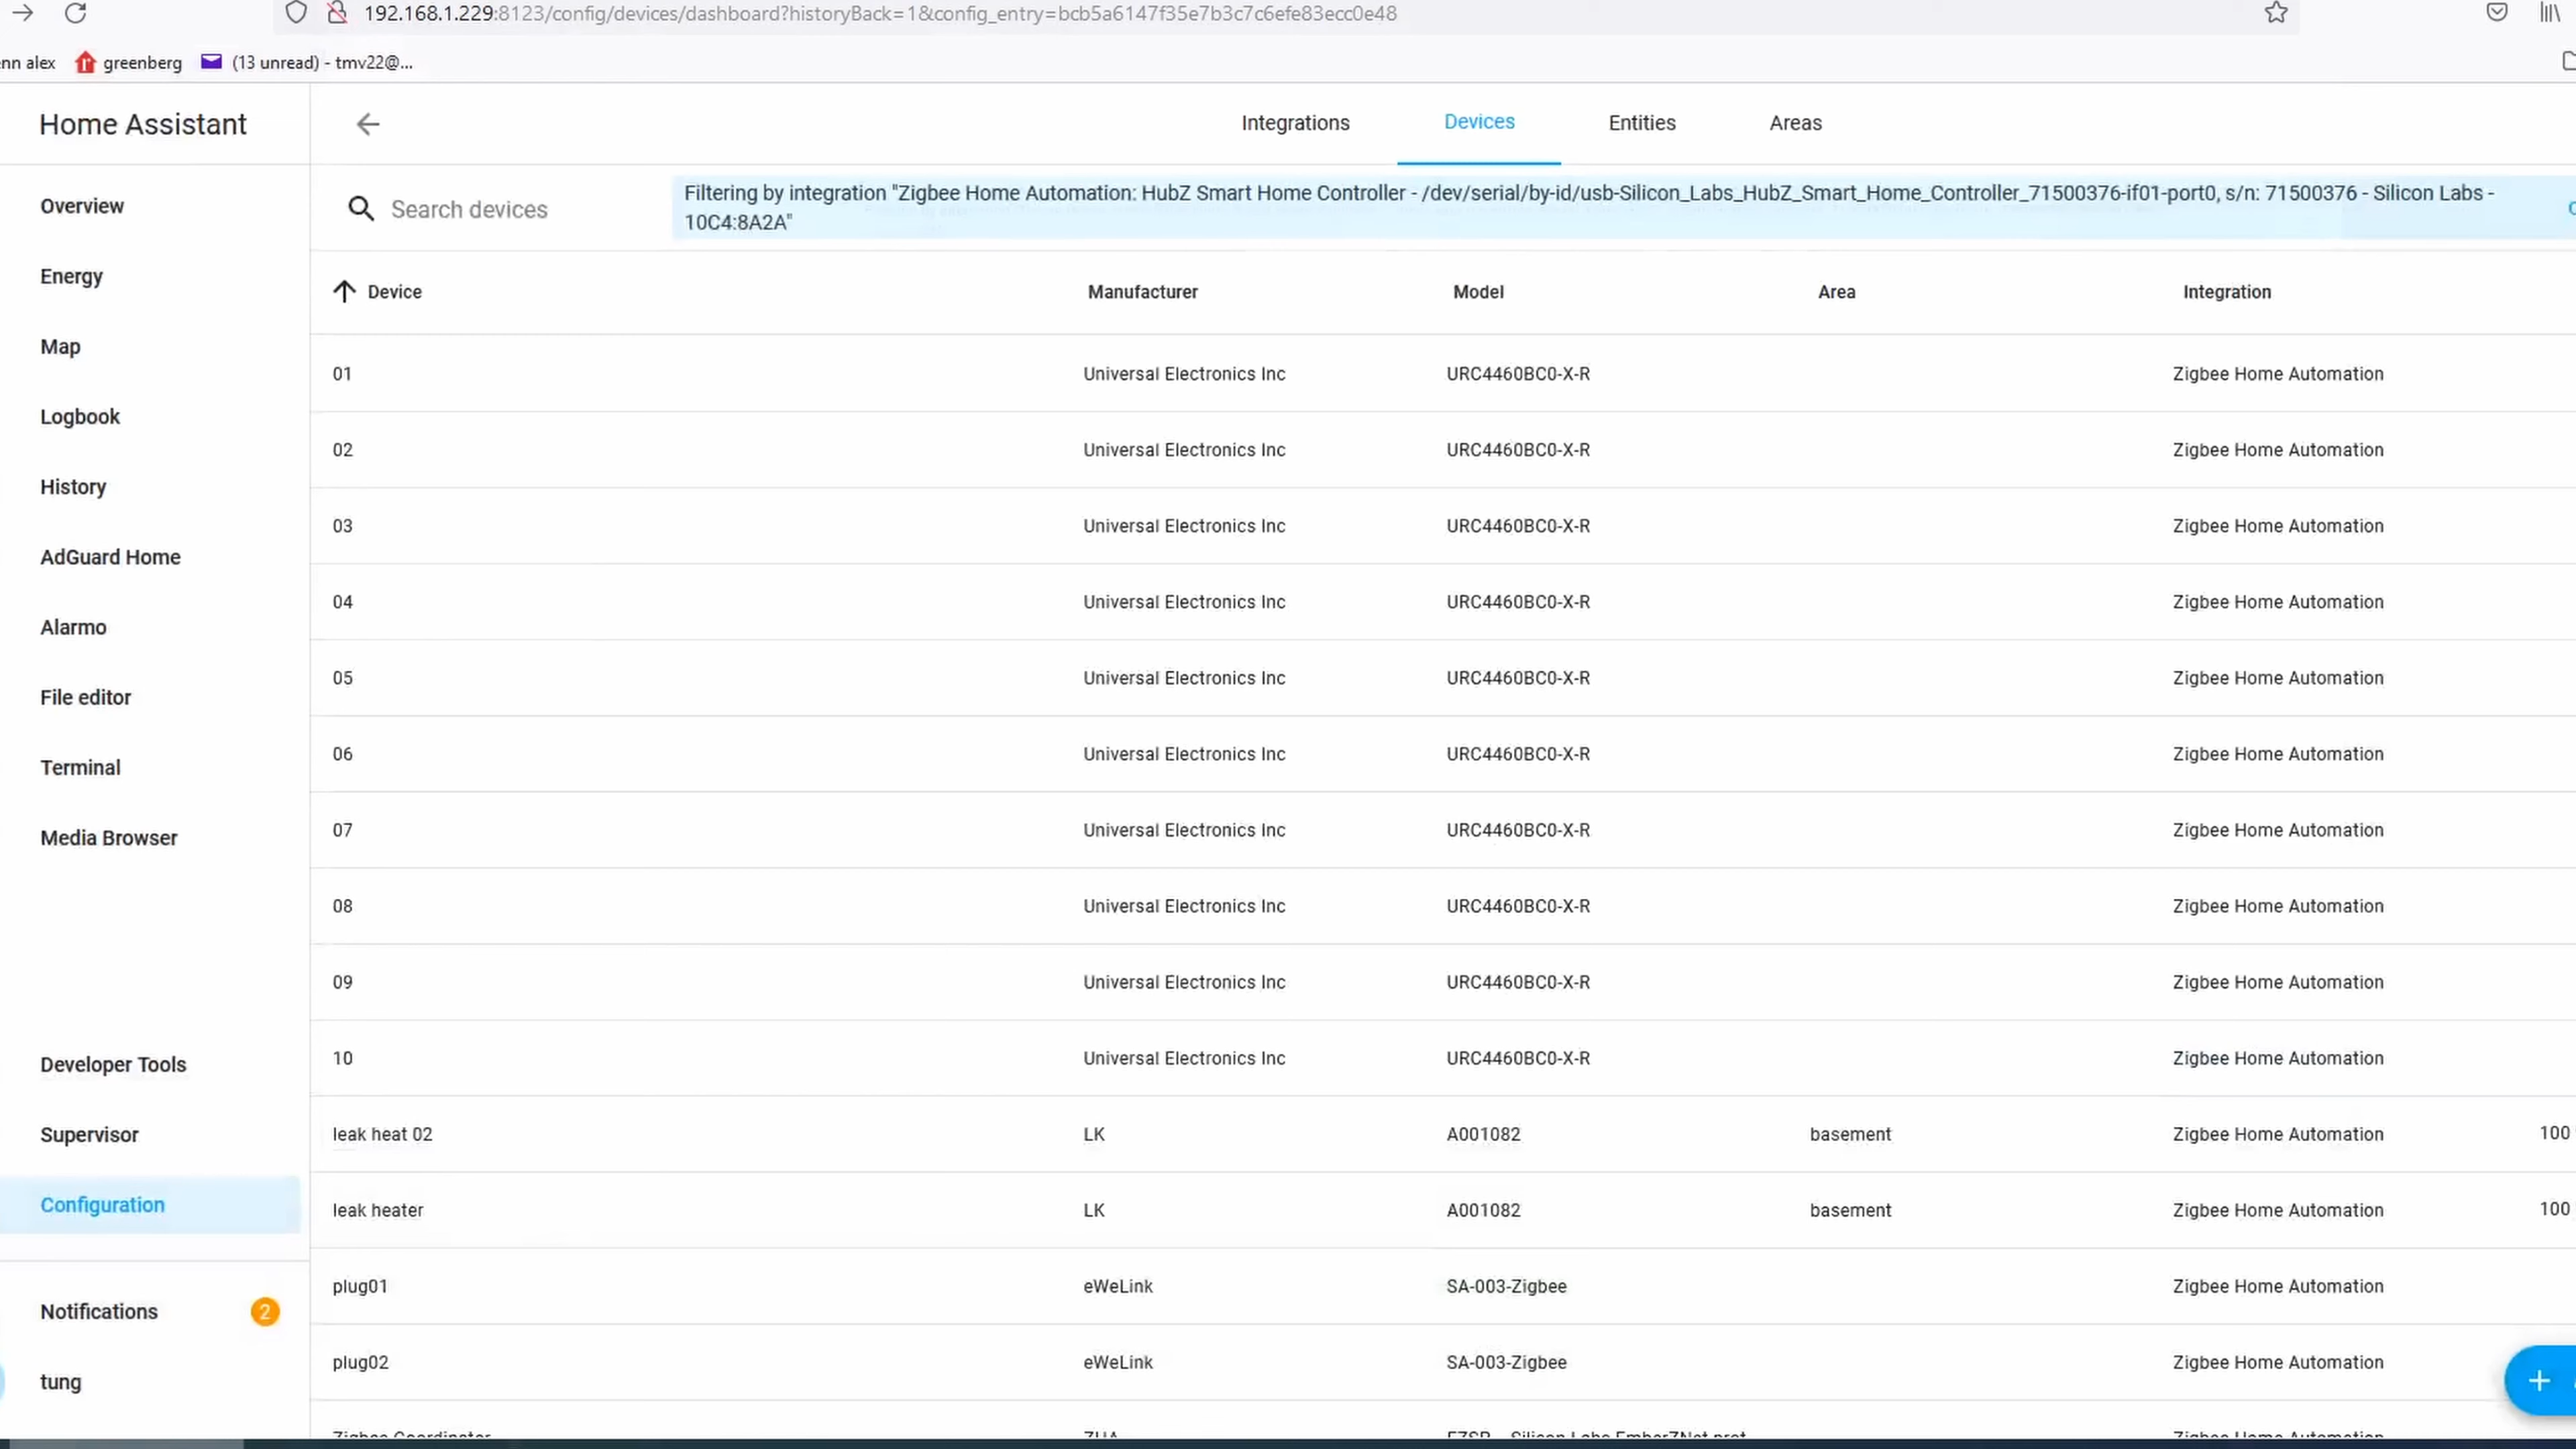 192.168.1.229:8123/config/devices/dashboard?historyBack=1&config_entry=bcb5a6147f35e7b3c7c6efe83ecc0e48
nn alex greenberg (13 unread) - tmv22@...
Home Assistant
Integrations Devices Entities Areas
Overview
Energy
Map
Logbook
History
AdGuard Home
Alarmo
File editor
Terminal
Media Browser
Developer Tools
Supervisor
Configuration
Notifications 2
tung
Search devices
Filtering by integration "Zigbee Home Automation: HubZ Smart Home Controller - /dev/serial/by-id/usb-Silicon_Labs_HubZ_Smart_Home_Controller_71500376-if01-port0, s/n: 71500376 - Silicon Labs -
10C4:8A2A"
Device Manufacturer Model Area Integration
01 Universal Electronics Inc URC4460BC0-X-R Zigbee Home Automation
02 Universal Electronics Inc URC4460BC0-X-R Zigbee Home Automation
03 Universal Electronics Inc URC4460BC0-X-R Zigbee Home Automation
04 Universal Electronics Inc URC4460BC0-X-R Zigbee Home Automation
05 Universal Electronics Inc URC4460BC0-X-R Zigbee Home Automation
06 Universal Electronics Inc URC4460BC0-X-R Zigbee Home Automation
07 Universal Electronics Inc URC4460BC0-X-R Zigbee Home Automation
08 Universal Electronics Inc URC4460BC0-X-R Zigbee Home Automation
09 Universal Electronics Inc URC4460BC0-X-R Zigbee Home Automation
10 Universal Electronics Inc URC4460BC0-X-R Zigbee Home Automation
leak heat 02 LK A001082 basement Zigbee Home Automation 100
leak heater LK A001082 basement Zigbee Home Automation 100
plug01 eWeLink SA-003-Zigbee Zigbee Home Automation
plug02 eWeLink SA-003-Zigbee Zigbee Home Automation
Zigbee Coordinator ZHA Silicon Labs EmberZNet Zigbee Home Automation